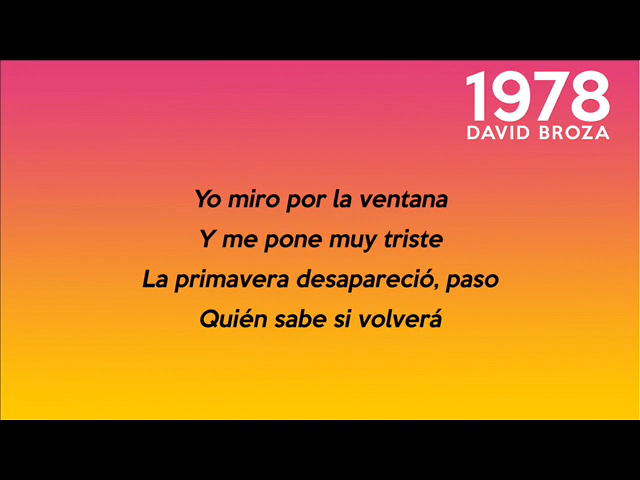 1978
DAVID BROZA
Yo miro por la ventana
Y me pone muy triste
La primavera desapareció, paso
Quién sabe si volverá